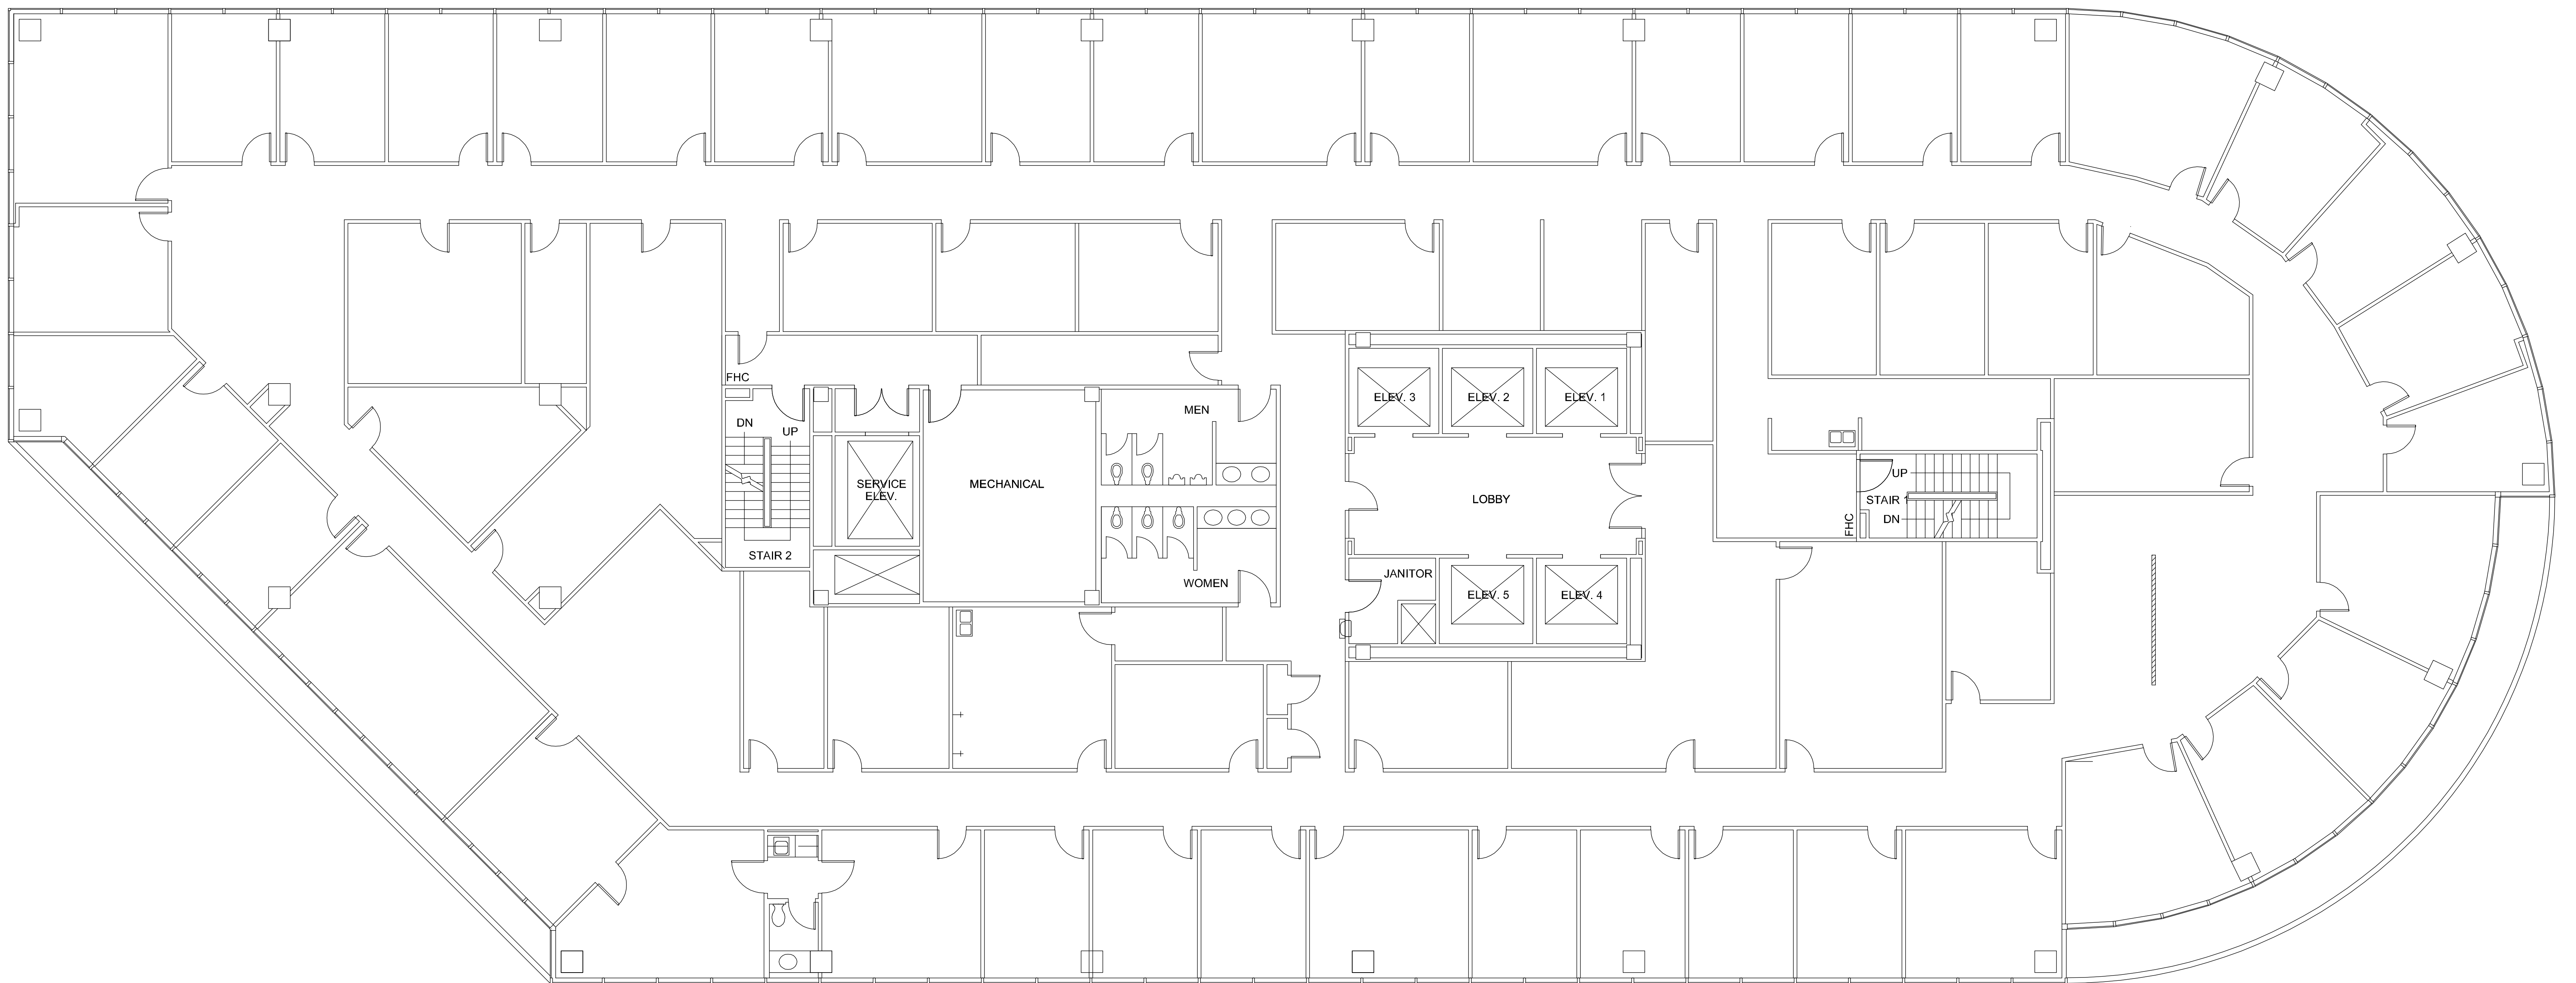 FHC
DN
UP
STAIR 2
SERVICE
ELEV.
MECHANICAL
MEN
WOMEN
ELEV. 3
ELEV. 2
ELEV. 1
LOBBY
JANITOR
ELEV. 5
ELEV. 4
UP
STAIR 1
DN
FHC